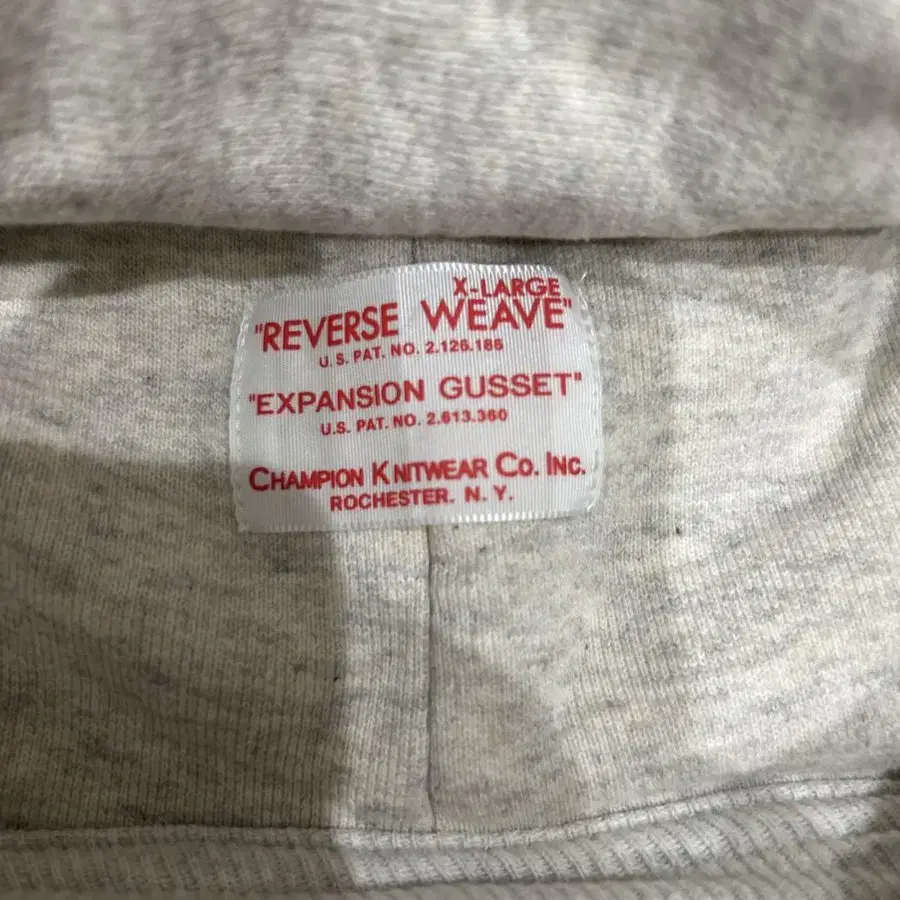 X-LARGE
"REVERSE WEAVE"
U.S. PAT. NO. 2.126.186
"EXPANSION GUSSET"
U.S. PAT. NO. 2.613.360
CHAMPION KNITWEAR CO. INC.
ROCHESTER. N. Y.